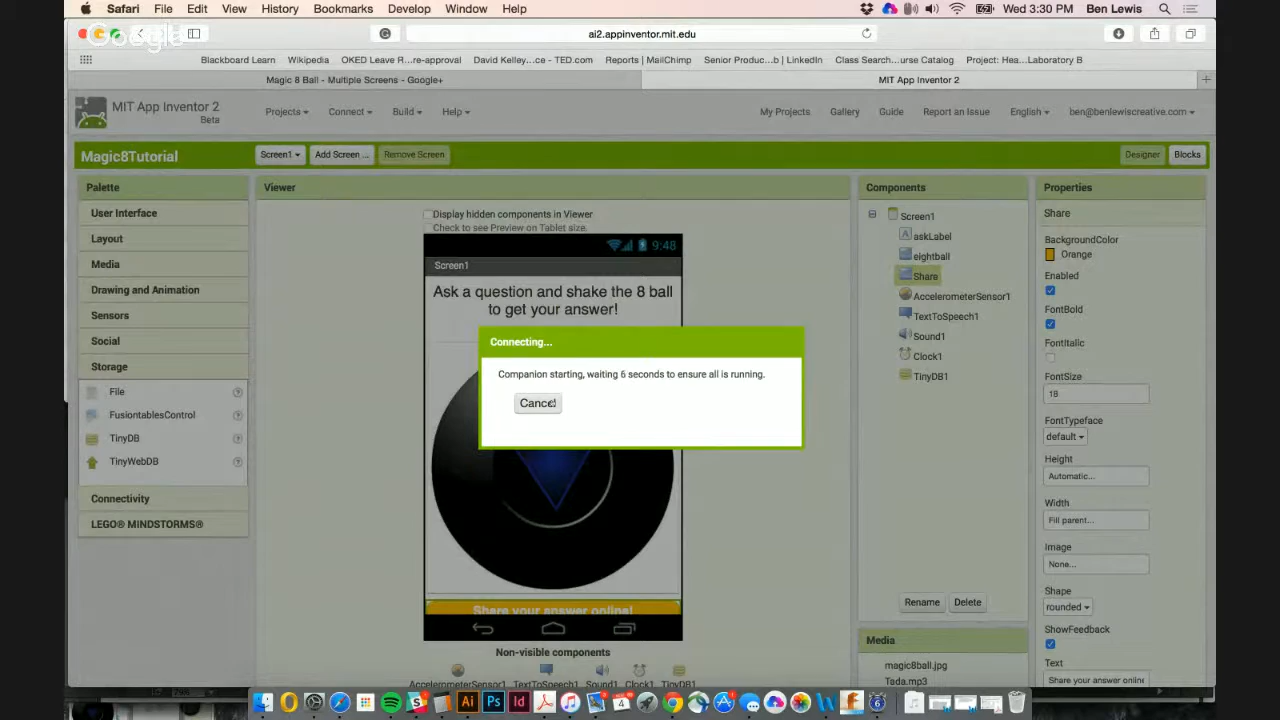 Safari File Edit View History Bookmarks Develop Window Help Wed 3:30 PM Ben Lewis
Google
ai2.appinventor.mit.edu
Blackboard Learn Wikipedia OKED Leave R...re-approval David Kelley...ce - TED.com Reports | MailChimp Senior Produc...b | LinkedIn Class Search...urse Catalog Project: Hea...Laboratory B
Magic 8 Ball - Multiple Screens - Google+ MIT App Inventor 2
MIT App Inventor 2
Beta
Projects Connect Build Help My Projects Gallery Guide Report an Issue English ben@benlewiscreative.com
Magic8Tutorial Screen1 Add Screen ... Remove Screen Designer Blocks
Palette
User Interface
Layout
Media
Drawing and Animation
Sensors
Social
Storage
File
FusiontablesControl
TinyDB
TinyWebDB
Connectivity
LEGO® MINDSTORMS®
Viewer
Display hidden components in Viewer
Check to see Preview on Tablet size.
9:48
Screen1
Ask a question and shake the 8 ball
to get your answer!
Connecting...
Companion starting, waiting 6 seconds to ensure all is running.
Cancel
Share your answer online!
Non-visible components
AccelerometerSensor1 TextToSpeech1 Sound1 Clock1 TinyDB1
Components
Screen1
askLabel
eightball
Share
AccelerometerSensor1
TextToSpeech1
Sound1
Clock1
TinyDB1
Rename Delete
Media
magic8ball.jpg
Tada.mp3
Properties
Share
BackgroundColor
Orange
Enabled
FontBold
FontItalic
FontSize
18
FontTypeface
default
Height
Automatic...
Width
Fill parent...
Image
None...
Shape
rounded
ShowFeedback
Text
Share your answer online
Ai Ps Id